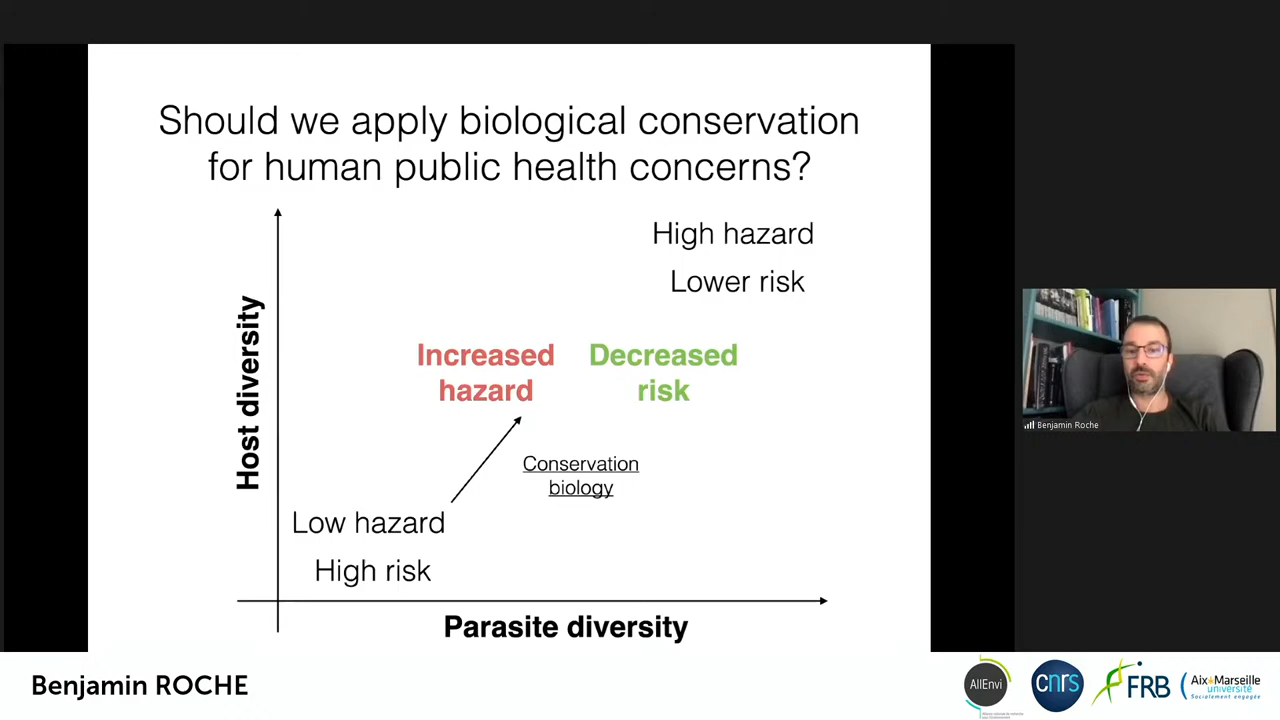 Should we apply biological conservation
for human public health concerns?
High hazard
Lower risk
Host diversity
Increased
hazard
Decreased
risk
Conservation
biology
Low hazard
High risk
Parasite diversity
Benjamin Roche
Benjamin ROCHE
AllEnvi
cnrs
FRB
Aix Marseille
université
Socialement engagée